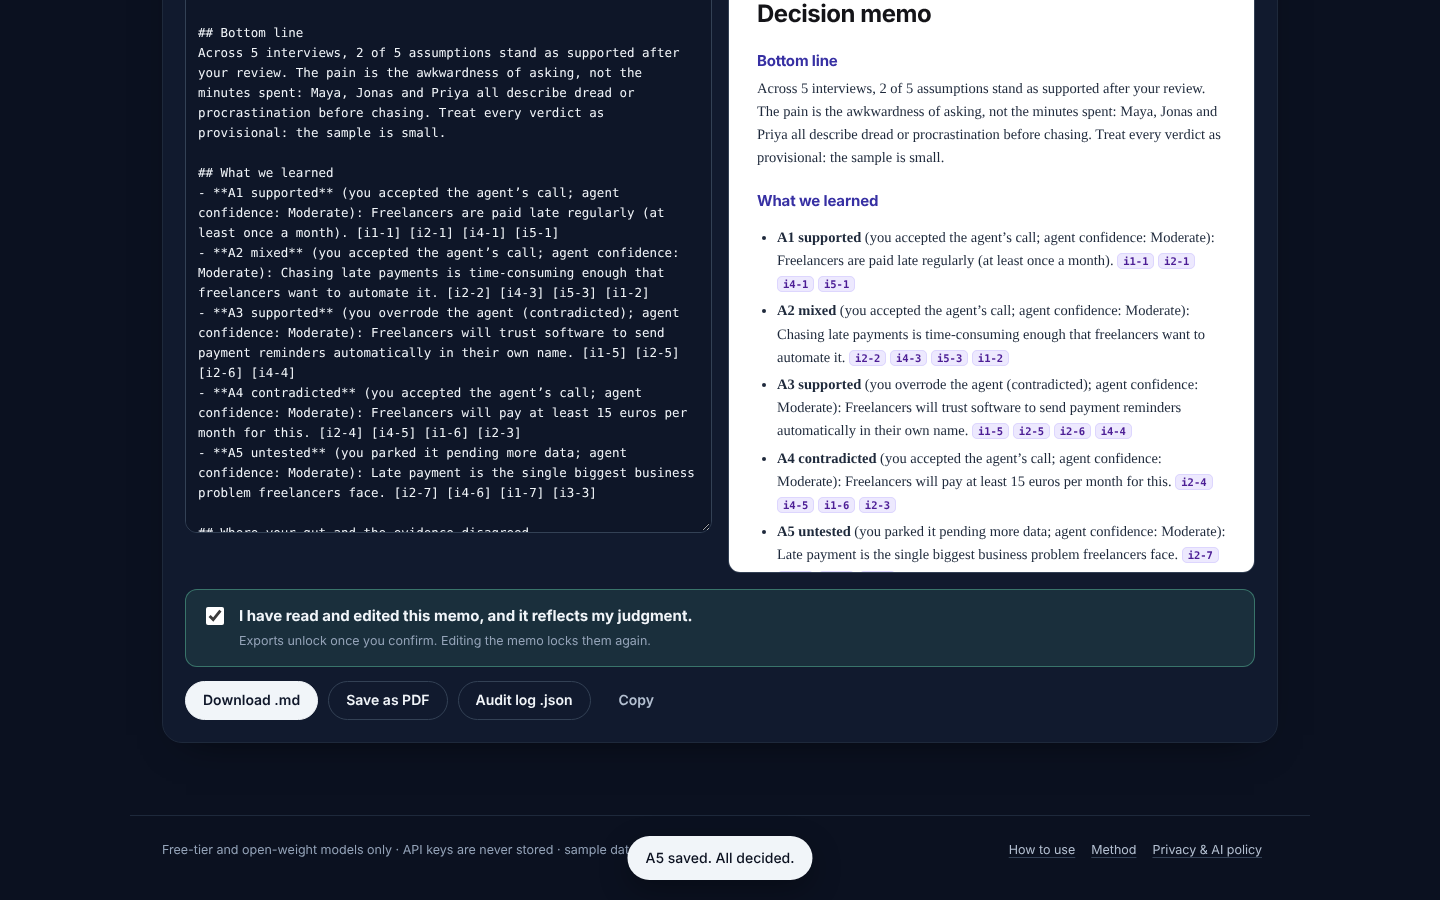 ## Bottom line
Across 5 interviews, 2 of 5 assumptions stand as supported after
your review. The pain is the awkwardness of asking, not the
minutes spent: Maya, Jonas and Priya all describe dread or
procrastination before chasing. Treat every verdict as
provisional: the sample is small.
## What we learned
- **A1 supported** (you accepted the agent’s call; agent
confidence: Moderate): Freelancers are paid late regularly (at
least once a month). [i1-1] [i2-1] [i4-1] [i5-1]
- **A2 mixed** (you accepted the agent’s call; agent confidence:
Moderate): Chasing late payments is time-consuming enough that
freelancers want to automate it. [i2-2] [i4-3] [i5-3] [i1-2]
- **A3 supported** (you overrode the agent (contradicted); agent
confidence: Moderate): Freelancers will trust software to send
payment reminders automatically in their own name. [i1-5] [i2-5]
[i2-6] [i4-4]
- **A4 contradicted** (you accepted the agent’s call; agent
confidence: Moderate): Freelancers will pay at least 15 euros per
month for this. [i2-4] [i4-5] [i1-6] [i2-3]
- **A5 untested** (you parked it pending more data; agent
confidence: Moderate): Late payment is the single biggest business
problem freelancers face. [i2-7] [i4-6] [i1-7] [i3-3]
## Where your gut and the evidence disagreed
Decision memo
Bottom line
Across 5 interviews, 2 of 5 assumptions stand as supported after your review.
The pain is the awkwardness of asking, not the minutes spent: Maya, Jonas and
Priya all describe dread or procrastination before chasing. Treat every verdict as
provisional: the sample is small.
What we learned
• A1 supported (you accepted the agent’s call; agent confidence: Moderate):
Freelancers are paid late regularly (at least once a month). i1-1 i2-1
i4-1 i5-1
• A2 mixed (you accepted the agent’s call; agent confidence: Moderate):
Chasing late payments is time-consuming enough that freelancers want to
automate it. i2-2 i4-3 i5-3 i1-2
• A3 supported (you overrode the agent (contradicted); agent confidence:
Moderate): Freelancers will trust software to send payment reminders
automatically in their own name. i1-5 i2-5 i2-6 i4-4
• A4 contradicted (you accepted the agent’s call; agent confidence:
Moderate): Freelancers will pay at least 15 euros per month for this. i2-4
i4-5 i1-6 i2-3
• A5 untested (you parked it pending more data; agent confidence: Moderate):
Late payment is the single biggest business problem freelancers face. i2-7
I have read and edited this memo, and it reflects my judgment.
Exports unlock once you confirm. Editing the memo locks them again.
Download .md
Save as PDF
Audit log .json
Copy
Free-tier and open-weight models only · API keys are never stored · sample
A5 saved. All decided.
How to use
Method
Privacy & AI policy